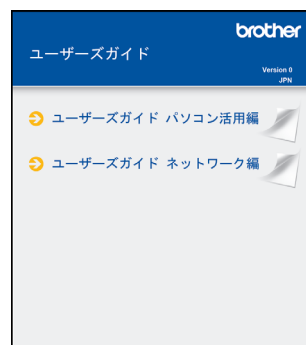 brother
ユーザーズガイド
Version 0
JPN
ユーザーズガイド パソコン活用編
ユーザーズガイド ネットワーク編